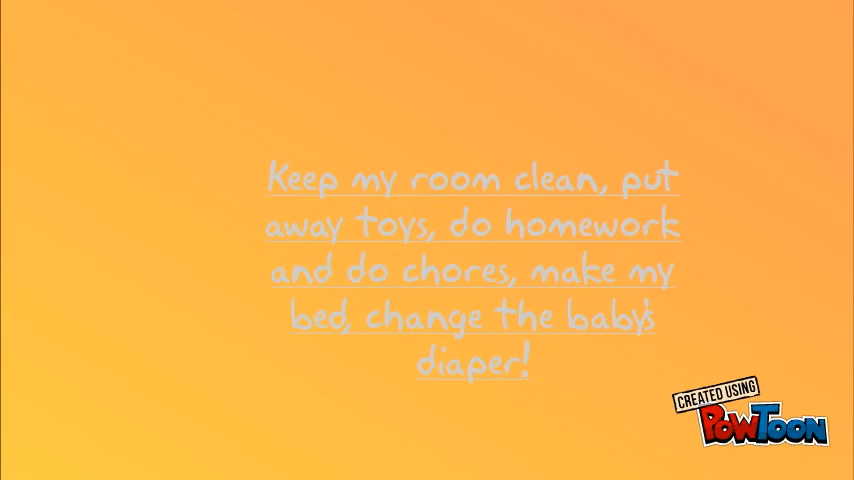 Keep my room clean, put
away toys, do homework
and do chores, make my
bed, change the baby's
diaper!
CREATED USING
POWTOON